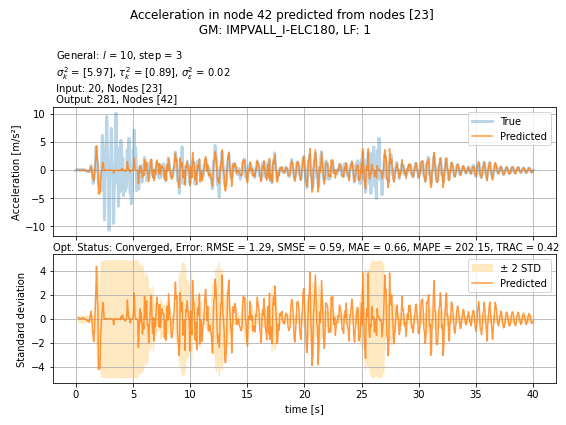 Acceleration in node 42 predicted from nodes [23]
GM: IMPVALL_I-ELC180, LF: 1
General: l = 10, step = 3
σ²ₖ = [5.97], τ²ₖ = [0.89], σ²_ε = 0.02
Input: 20, Nodes [23]
Output: 281, Nodes [42]
10
5
0
−5
−10
Acceleration [m/s²]
True
Predicted
Opt. Status: Converged, Error: RMSE = 1.29, SMSE = 0.59, MAE = 0.66, MAPE = 202.15, TRAC = 0.42
4
2
0
−2
−4
Standard deviation
± 2 STD
Predicted
0 5 10 15 20 25 30 35 40
time [s]